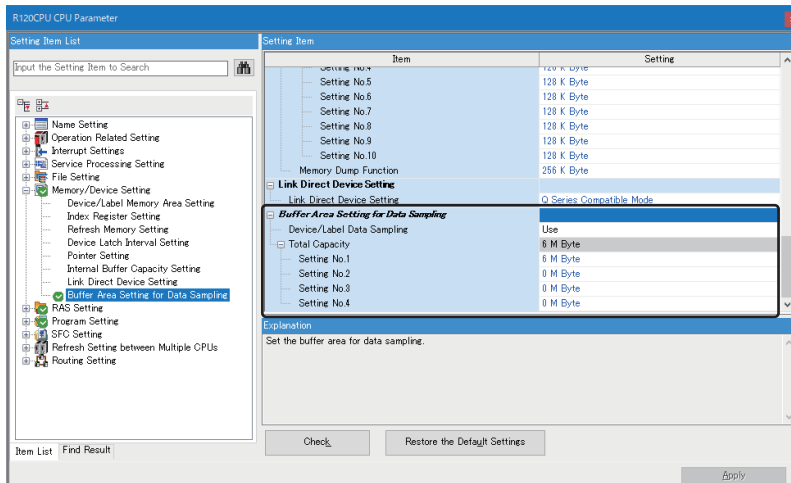 R120CPU CPU Parameter
Setting Item List
Input the Setting Item to Search
Name Setting
Operation Related Setting
Interrupt Settings
Service Processing Setting
File Setting
Memory/Device Setting
Device/Label Memory Area Setting
Index Register Setting
Refresh Memory Setting
Device Latch Interval Setting
Pointer Setting
Internal Buffer Capacity Setting
Link Direct Device Setting
Buffer Area Setting for Data Sampling
RAS Setting
Program Setting
SFC Setting
Refresh Setting between Multiple CPUs
Routing Setting
Item List Find Result
Setting Item
Item Setting
Setting No.4 128 K Byte
Setting No.5 128 K Byte
Setting No.6 128 K Byte
Setting No.7 128 K Byte
Setting No.8 128 K Byte
Setting No.9 128 K Byte
Setting No.10 128 K Byte
Memory Dump Function 256 K Byte
Link Direct Device Setting
Link Direct Device Setting Q Series Compatible Mode
Buffer Area Setting for Data Sampling
Device/Label Data Sampling Use
Total Capacity 6 M Byte
Setting No.1 6 M Byte
Setting No.2 0 M Byte
Setting No.3 0 M Byte
Setting No.4 0 M Byte
Explanation
Set the buffer area for data sampling.
Check Restore the Default Settings
Apply